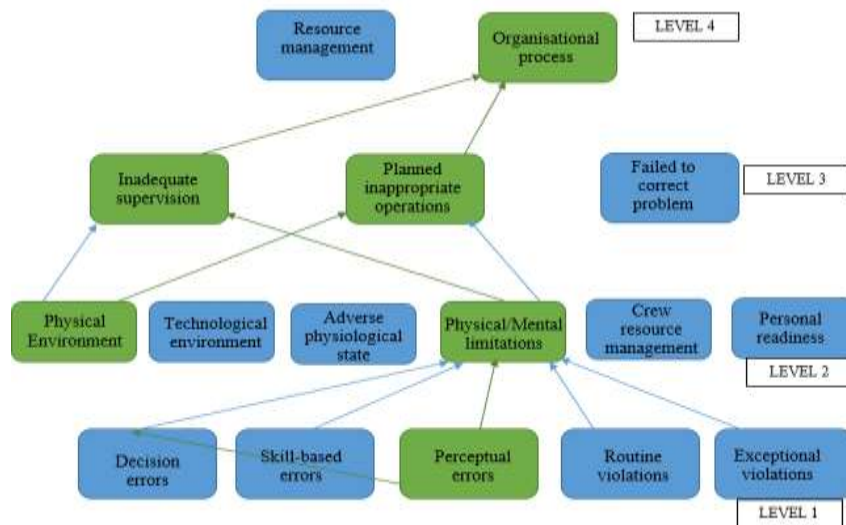 Resource
management
Organisational
process
LEVEL 4
Inadequate
supervision
Planned
inappropriate
operations
Failed to
correct
problem
LEVEL 3
Physical
Environment
Technological
environment
Adverse
physiological
state
Physical/Mental
limitations
Crew
resource
management
Personal
readiness
LEVEL 2
Decision
errors
Skill-based
errors
Perceptual
errors
Routine
violations
Exceptional
violations
LEVEL 1